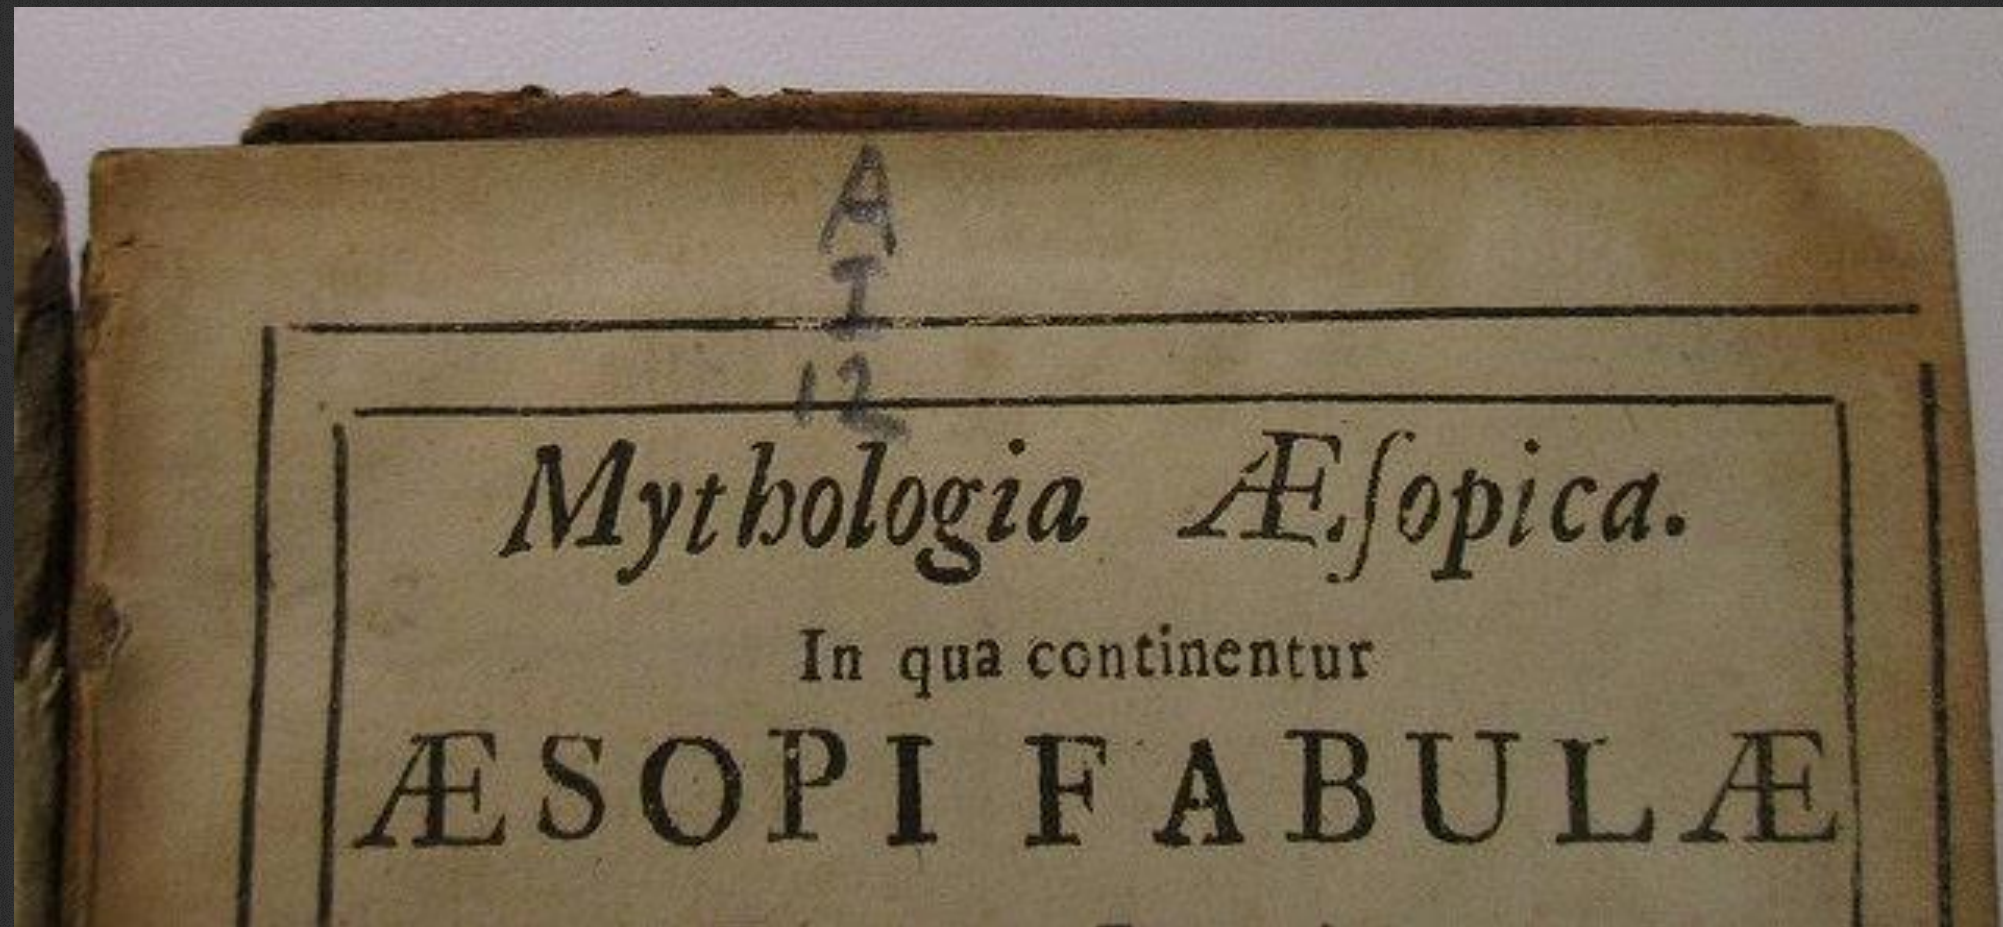 A
I
12
Mythologia Æſopica.
In qua continentur
ÆSOPI FABULÆ